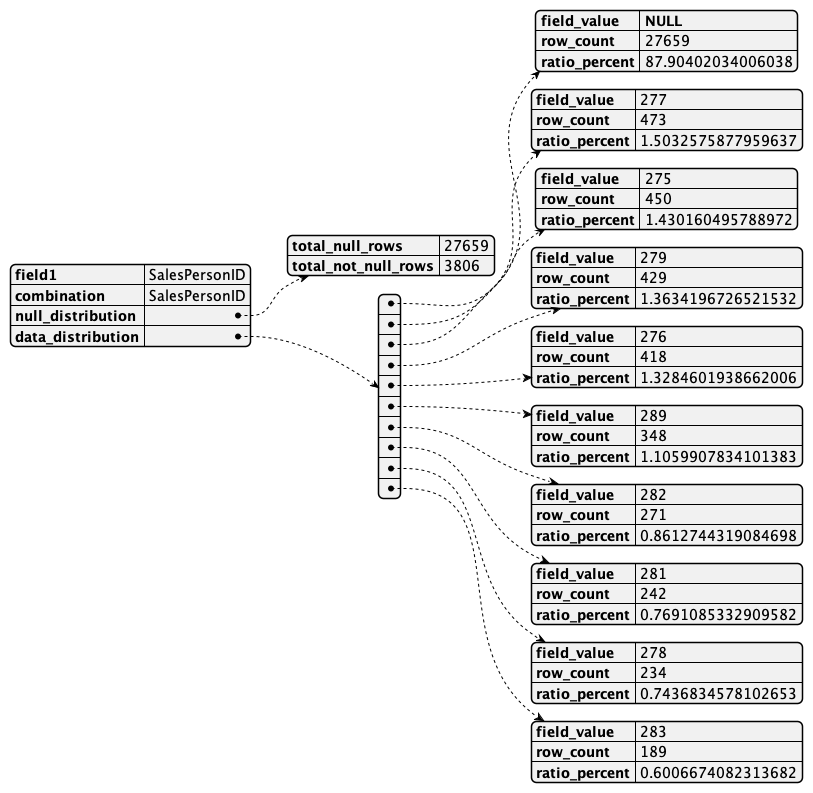 field1 SalesPersonID
combination SalesPersonID
null_distribution
data_distribution
total_null_rows 27659
total_not_null_rows 3806
field_value NULL
row_count 27659
ratio_percent 87.90402034006038
field_value 277
row_count 473
ratio_percent 1.5032575877959637
field_value 275
row_count 450
ratio_percent 1.430160495788972
field_value 279
row_count 429
ratio_percent 1.3634196726521532
field_value 276
row_count 418
ratio_percent 1.3284601938662006
field_value 289
row_count 348
ratio_percent 1.1059907834101383
field_value 282
row_count 271
ratio_percent 0.8612744319084698
field_value 281
row_count 242
ratio_percent 0.7691085332909582
field_value 278
row_count 234
ratio_percent 0.7436834578102653
field_value 283
row_count 189
ratio_percent 0.6006674082313682